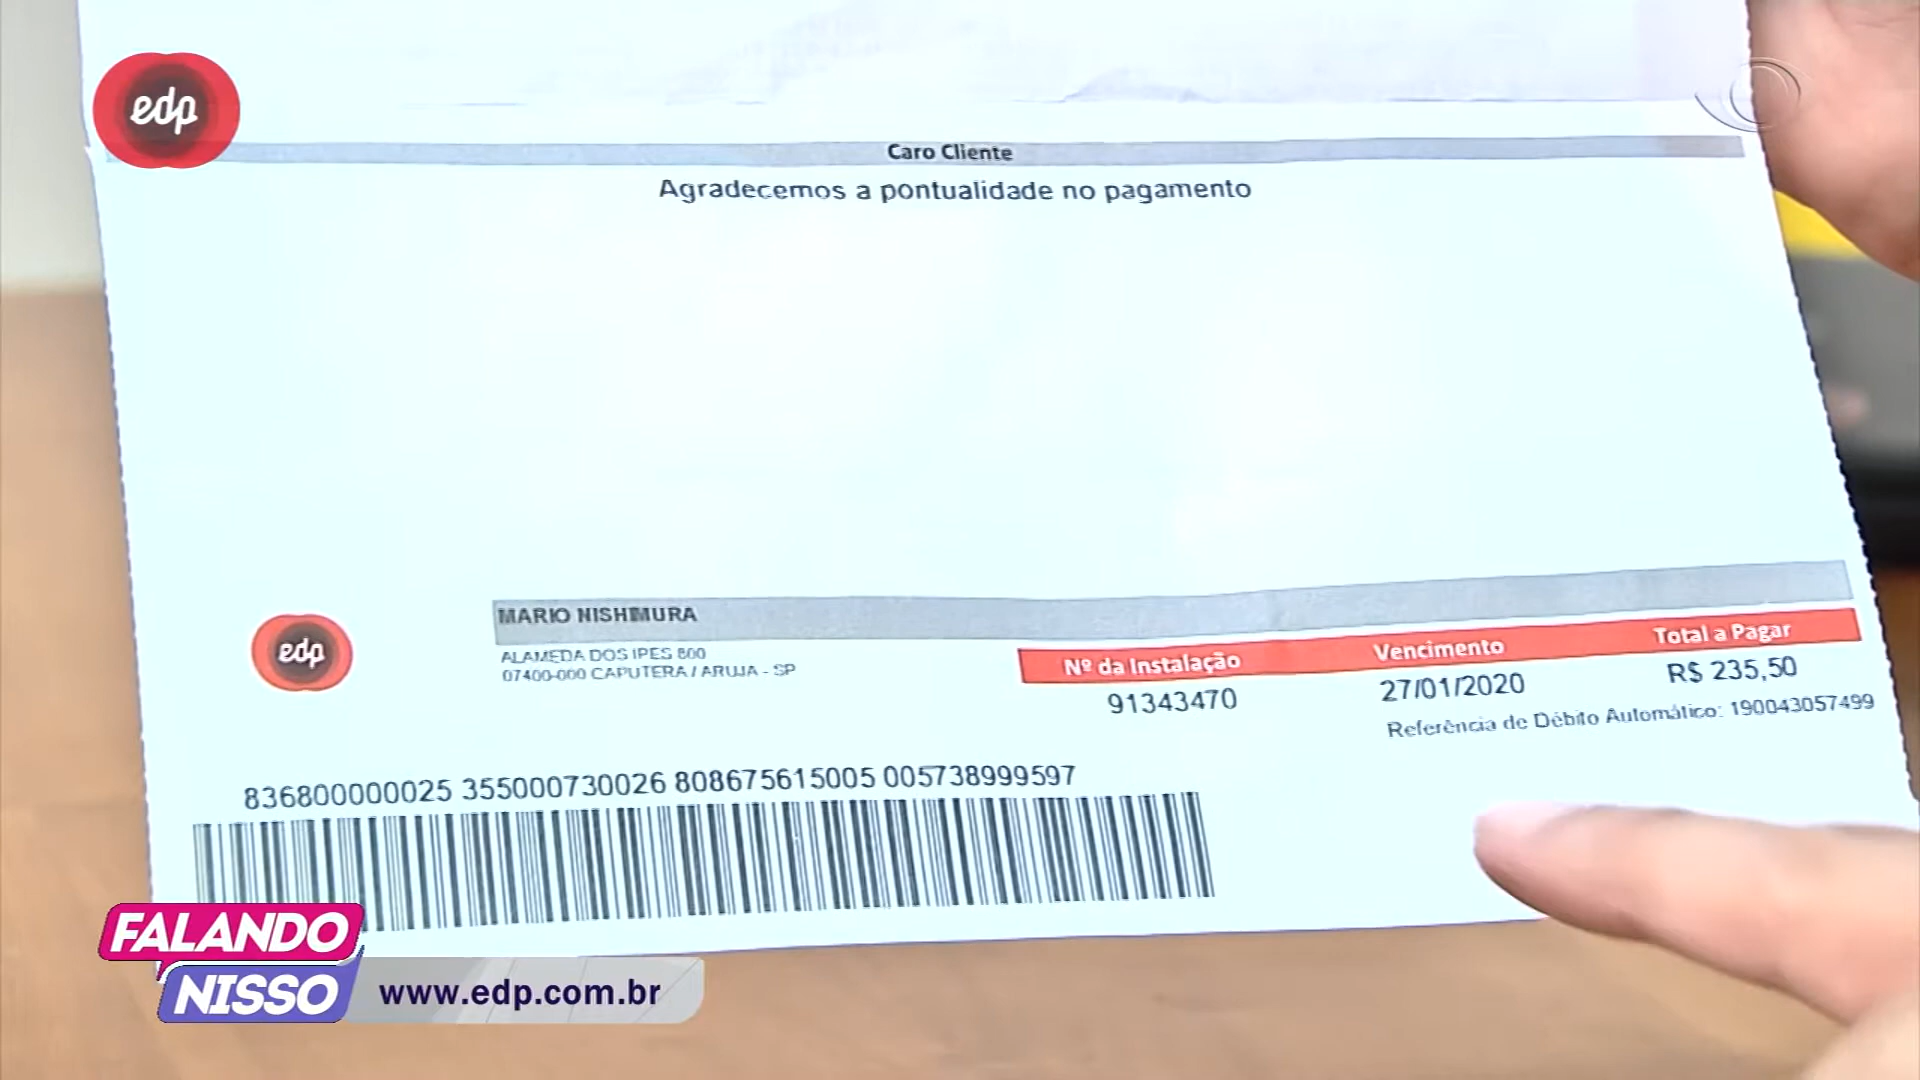 edp
Caro Cliente
Agradecemos a pontualidade no pagamento
edp
MARIO NISHIMURA
ALAMEDA DOS IPES 600
07400-000 CAPUTERA / ARUJA - SP
Nº da Instalação Vencimento Total a Pagar
91343470 27/01/2020 R$ 235,50
Referência de Débito Automático: 190043057499
836800000025 355000730026 808675615005 005738999597
FALANDO
NISSO
www.edp.com.br